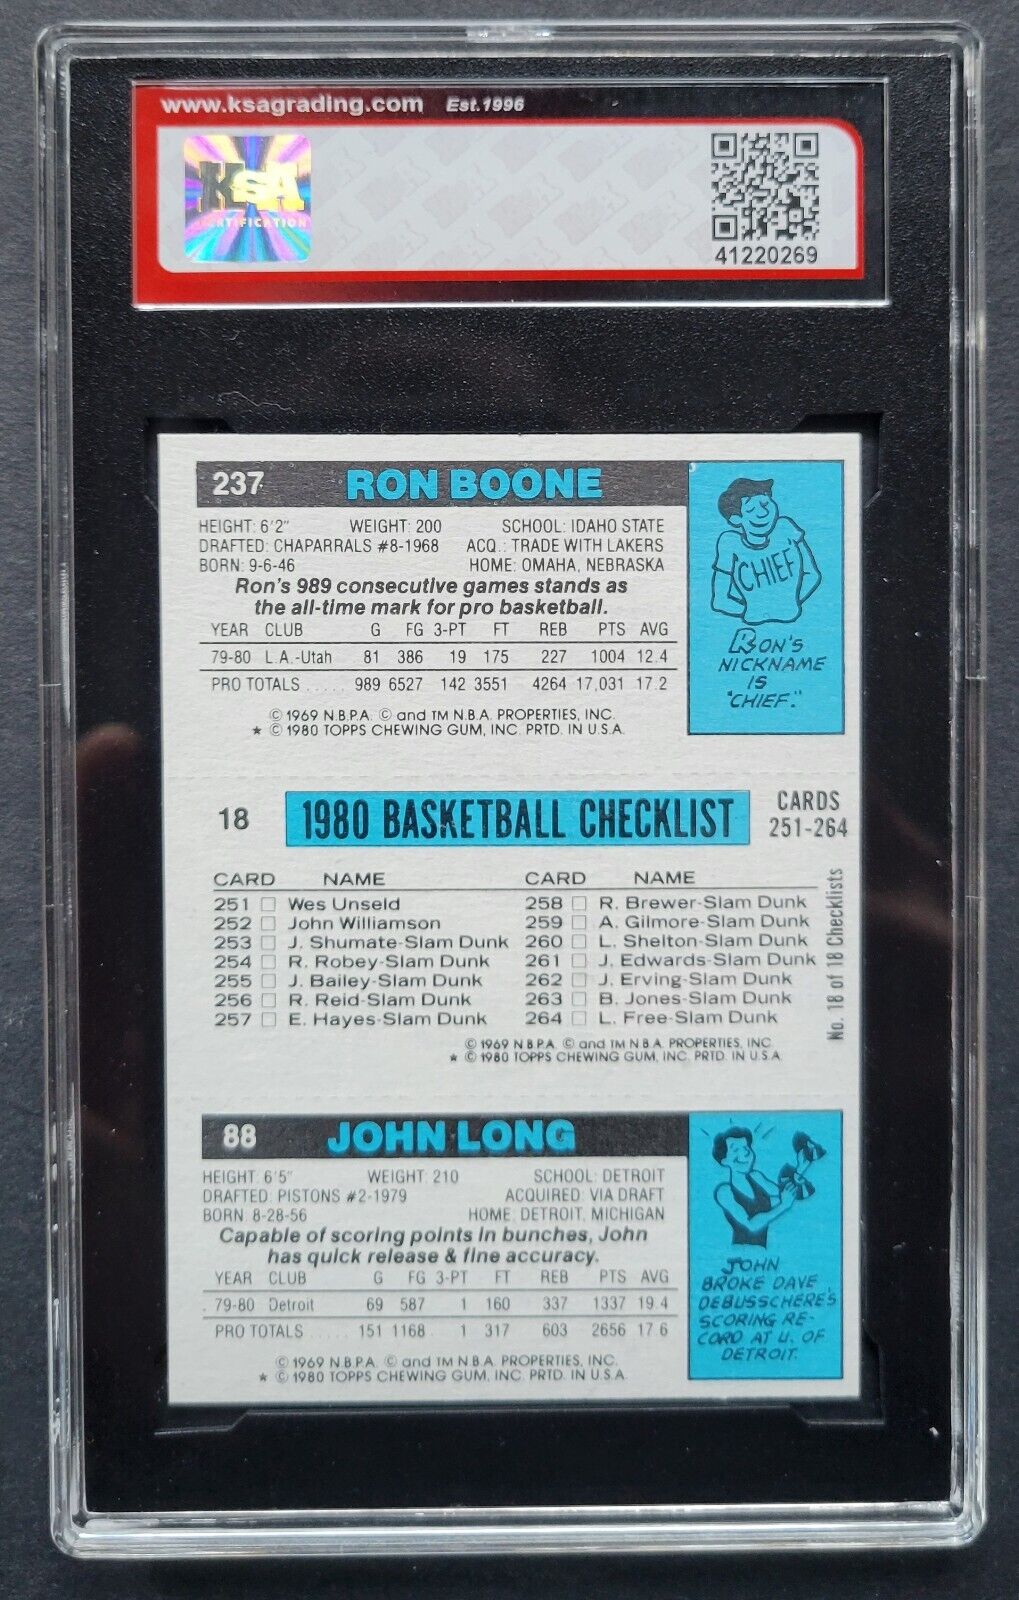 www.ksagrading.com Est.1996
KSA
CERTIFICATION
41220269
237 RON BOONE
HEIGHT: 6'2" WEIGHT: 200 SCHOOL: IDAHO STATE
DRAFTED: CHAPARRALS #8-1968 ACQ.: TRADE WITH LAKERS
BORN: 9-6-46 HOME: OMAHA, NEBRASKA
Ron's 989 consecutive games stands as
the all-time mark for pro basketball.
YEAR CLUB G FG 3-PT FT REB PTS AVG
79-80 L.A.-Utah 81 386 19 175 227 1004 12.4
PRO TOTALS ..... 989 6527 142 3551 4264 17,031 17.2
© 1969 N.B.P.A. © and TM N.B.A. PROPERTIES, INC.
★ © 1980 TOPPS CHEWING GUM, INC. PRTD. IN U.S.A.
CHIEF
RON'S
NICKNAME
IS
"CHIEF."
18 1980 BASKETBALL CHECKLIST CARDS
251-264
CARD NAME CARD NAME
251 □ Wes Unseld 258 □ R. Brewer-Slam Dunk
252 □ John Williamson 259 □ A. Gilmore-Slam Dunk
253 □ J. Shumate-Slam Dunk 260 □ L. Shelton-Slam Dunk
254 □ R. Robey-Slam Dunk 261 □ J. Edwards-Slam Dunk
255 □ J. Bailey-Slam Dunk 262 □ J. Erving-Slam Dunk
256 □ R. Reid-Slam Dunk 263 □ B. Jones-Slam Dunk
257 □ E. Hayes-Slam Dunk 264 □ L. Free-Slam Dunk
No. 18 of 18 Checklists
© 1969 N.B.P.A. © and TM N.B.A. PROPERTIES, INC.
★ © 1980 TOPPS CHEWING GUM, INC. PRTD. IN U.S.A.
88 JOHN LONG
HEIGHT: 6'5" WEIGHT: 210 SCHOOL: DETROIT
DRAFTED: PISTONS #2-1979 ACQUIRED: VIA DRAFT
BORN: 8-28-56 HOME: DETROIT, MICHIGAN
Capable of scoring points in bunches, John
has quick release & fine accuracy.
YEAR CLUB G FG 3-PT FT REB PTS AVG
79-80 Detroit 69 587 1 160 337 1337 19.4
PRO TOTALS ...... 151 1168 1 317 603 2656 17.6
© 1969 N.B.P.A. © and TM N.B.A. PROPERTIES, INC.
★ © 1980 TOPPS CHEWING GUM, INC. PRTD. IN U.S.A.
JOHN
BROKE DAVE
DEBUSSCHERE'S
SCORING RE-
CORD AT U. OF
DETROIT.